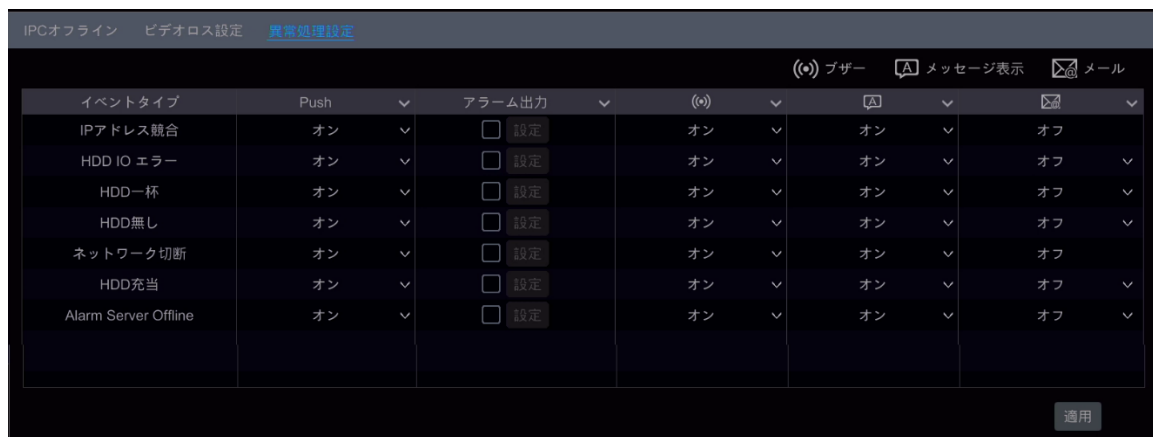 IPCオフライン ビデオロス設定 異常処理設定
ブザー メッセージ表示 メール
イベントタイプ Push アラーム出力
IPアドレス競合 オン 設定 オン オン オフ
HDD IO エラー オン 設定 オン オン オフ
HDD一杯 オン 設定 オン オン オフ
HDD無し オン 設定 オン オン オフ
ネットワーク切断 オン 設定 オン オン オフ
HDD充当 オン 設定 オン オン オフ
Alarm Server Offline オン 設定 オン オン オフ
適用